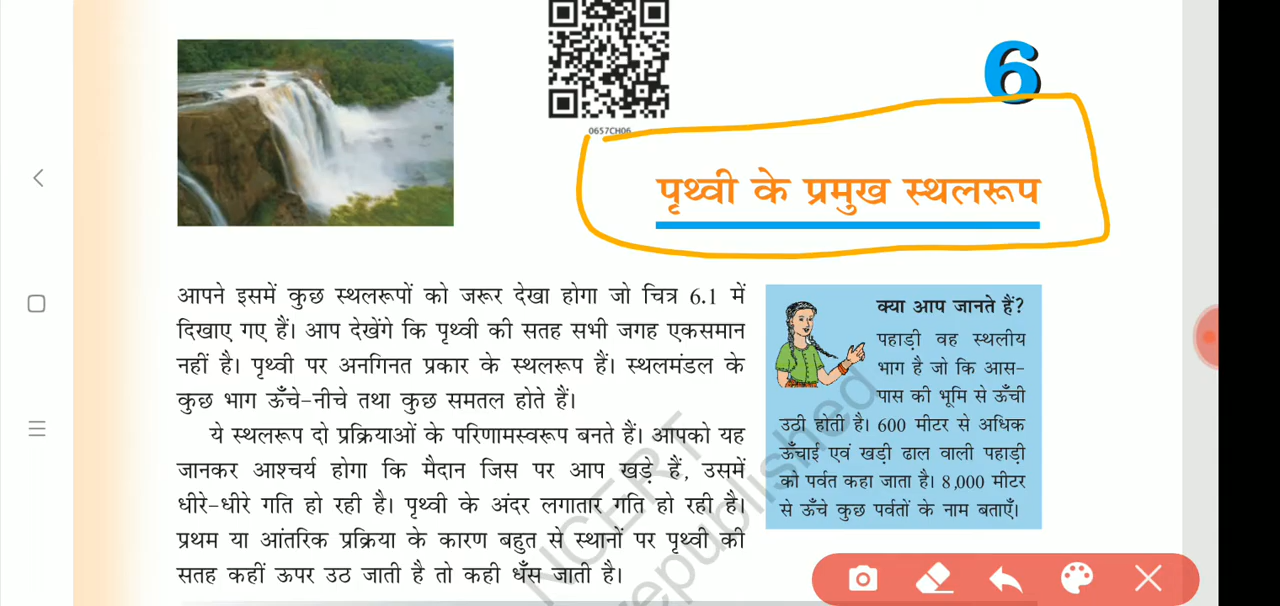 0657CH06
6
पृथ्वी के प्रमुख स्थलरूप
आपने इसमें कुछ स्थलरूपों को जरूर देखा होगा जो चित्र 6.1 में
दिखाए गए हैं। आप देखेंगे कि पृथ्वी की सतह सभी जगह एकसमान
नहीं है। पृथ्वी पर अनगिनत प्रकार के स्थलरूप हैं। स्थलमंडल के
कुछ भाग ऊँचे-नीचे तथा कुछ समतल होते हैं।
ये स्थलरूप दो प्रक्रियाओं के परिणामस्वरूप बनते हैं। आपको यह
जानकर आश्चर्य होगा कि मैदान जिस पर आप खड़े हैं, उसमें
धीरे-धीरे गति हो रही है। पृथ्वी के अंदर लगातार गति हो रही है।
प्रथम या आंतरिक प्रक्रिया के कारण बहुत से स्थानों पर पृथ्वी की
सतह कहीं ऊपर उठ जाती है तो कही धँस जाती है।
क्या आप जानते हैं?
पहाड़ी वह स्थलीय
भाग है जो कि आस-
पास की भूमि से ऊँची
उठी होती है। 600 मीटर से अधिक
ऊँचाई एवं खड़ी ढाल वाली पहाड़ी
को पर्वत कहा जाता है। 8,000 मीटर
से ऊँचे कुछ पर्वतों के नाम बताएँ।
NCERT
republished